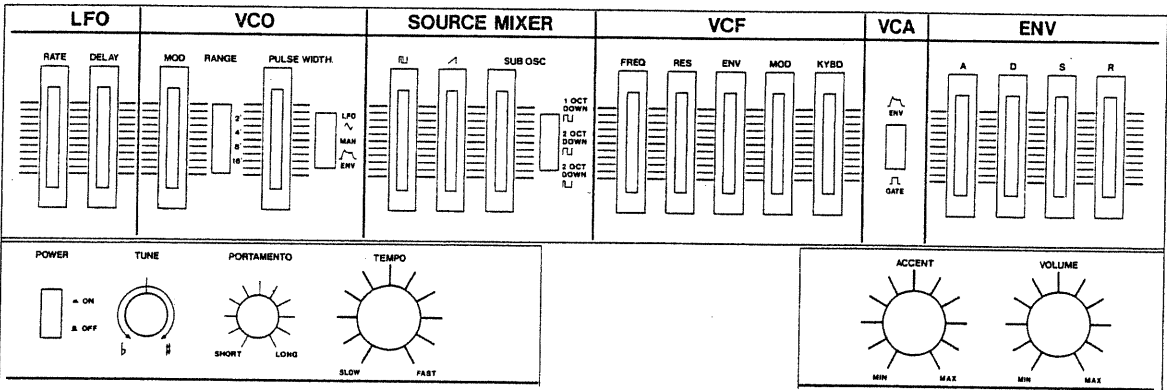 LFO VCO SOURCE MIXER VCF VCA ENV
RATE DELAY MOD RANGE PULSE WIDTH. SUB OSC FREQ RES ENV MOD KYBD A D S R
2'
4'
8'
16'
LFO
MAN
ENV
1 OCT
DOWN
2 OCT
DOWN
2 OCT
DOWN
ENV
GATE
POWER TUNE PORTAMENTO TEMPO ACCENT VOLUME
ON
OFF
♭ #
SHORT LONG
SLOW FAST
MIN MAX MIN MAX